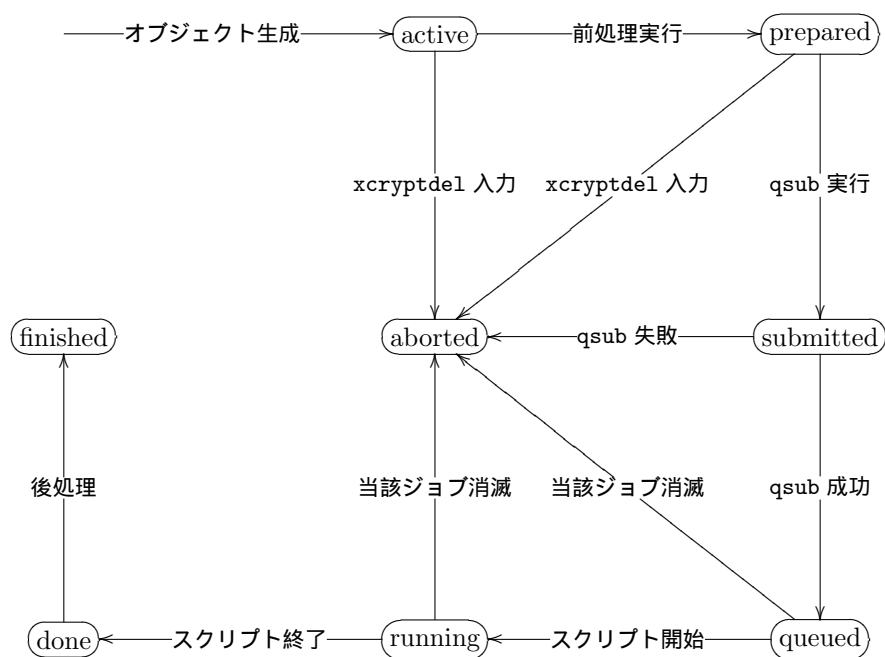 オブジェクト生成 active 前処理実行 prepared
xcryptdel 入力 xcryptdel 入力 qsub 実行
finished aborted qsub 失敗 submitted
後処理 当該ジョブ消滅 当該ジョブ消滅 qsub 成功
done スクリプト終了 running スクリプト開始 queued